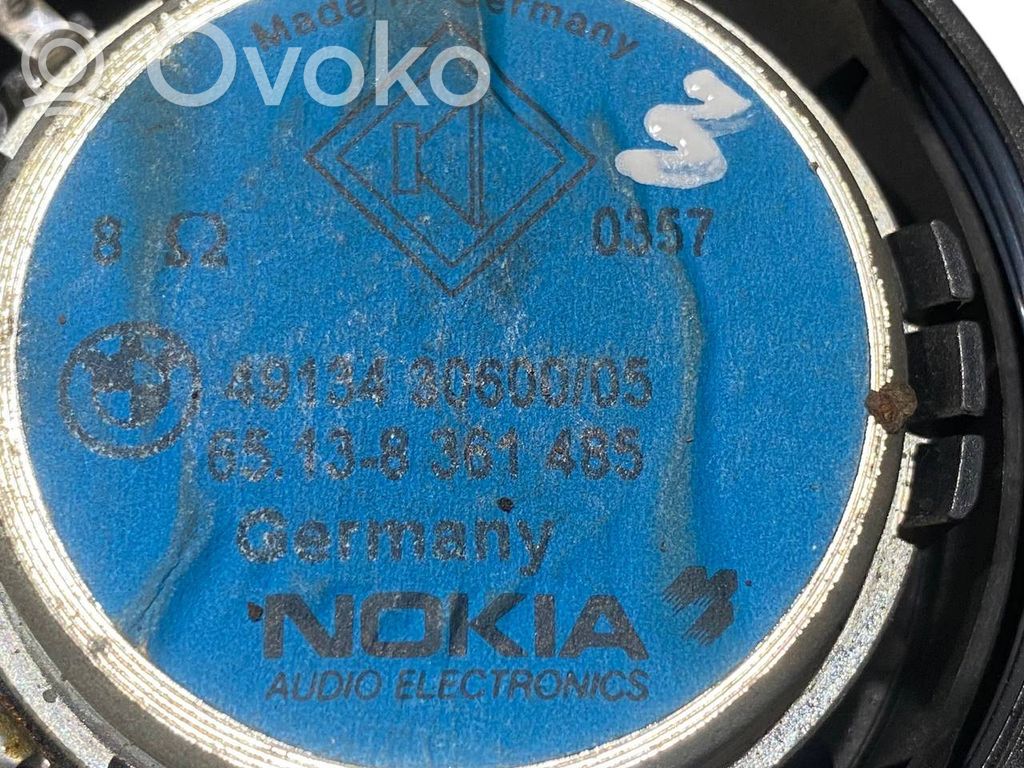 Made in Germany
Ovoko
8 Ω
0357
49134 30600/05
65.13-8 361 485
Germany
NOKIA
AUDIO ELECTRONICS